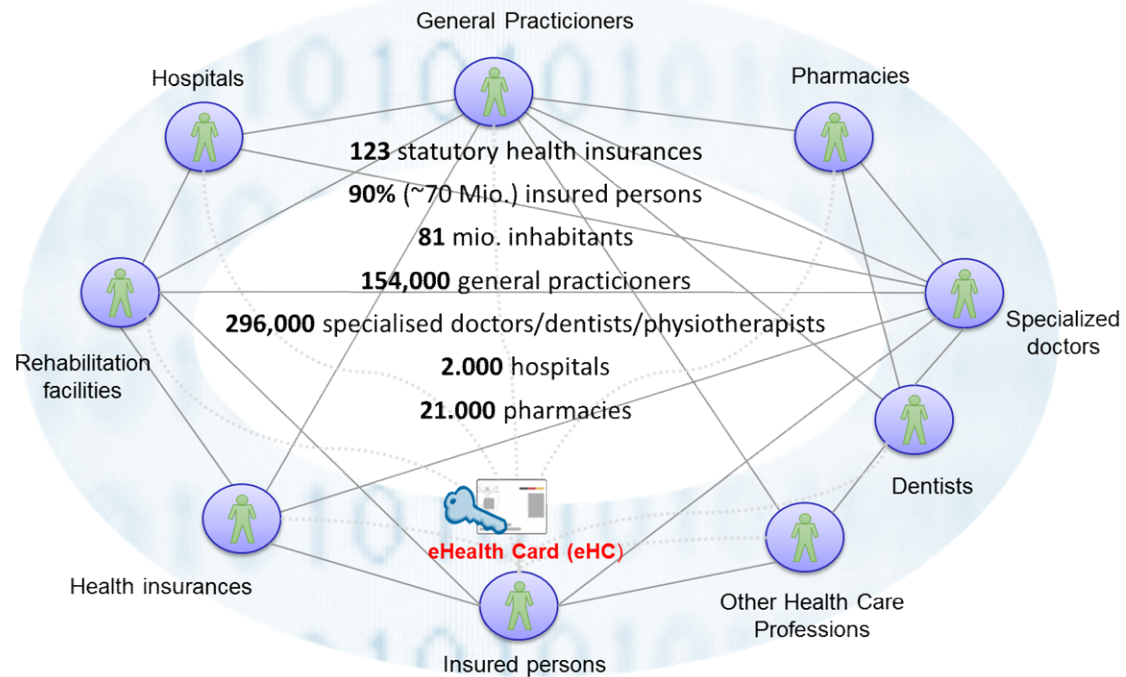 General Practicioners
Hospitals
Pharmacies
123 statutory health insurances
90% (~70 Mio.) insured persons
81 mio. inhabitants
154,000 general practicioners
296,000 specialised doctors/dentists/physiotherapists
2.000 hospitals
21.000 pharmacies
Specialized
doctors
Rehabilitation
facilities
Dentists
eHealth Card (eHC)
Health insurances
Other Health Care
Professions
Insured persons